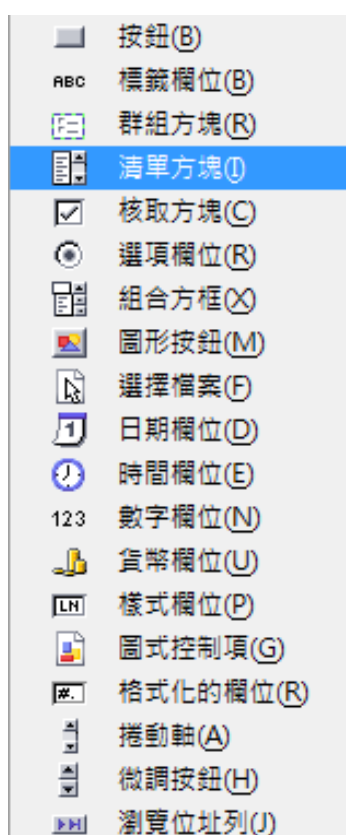 按鈕(B)
ABC 標籤欄位(B)
群組方塊(R)
清單方塊(I)
核取方塊(C)
選項欄位(R)
組合方框(X)
圖形按鈕(M)
選擇檔案(F)
1 日期欄位(D)
時間欄位(E)
123 數字欄位(N)
貨幣欄位(U)
LN 樣式欄位(P)
圖式控制項(G)
#. 格式化的欄位(R)
捲動軸(A)
微調按鈕(H)
瀏覽位址列(J)